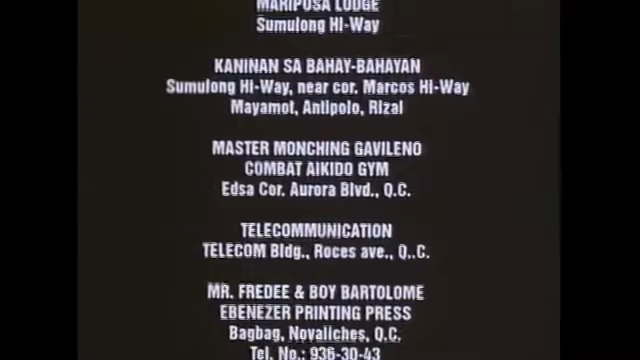 MARIPOSA LODGE
Sumulong Hi-Way
KANINAN SA BAHAY-BAHAYAN
Sumulong Hi-Way, near cor. Marcos Hi-Way
Mayamot, Antipolo, Rizal
MASTER MONCHING GAVILENO
COMBAT AIKIDO GYM
Edsa Cor. Aurora Blvd., Q.C.
TELECOMMUNICATION
TELECOM Bldg., Roces ave., Q..C.
MR. FREDEE & BOY BARTOLOME
EBENEZER PRINTING PRESS
Bagbag, Novaliches, Q.C.
Tel. No.: 936-30-43